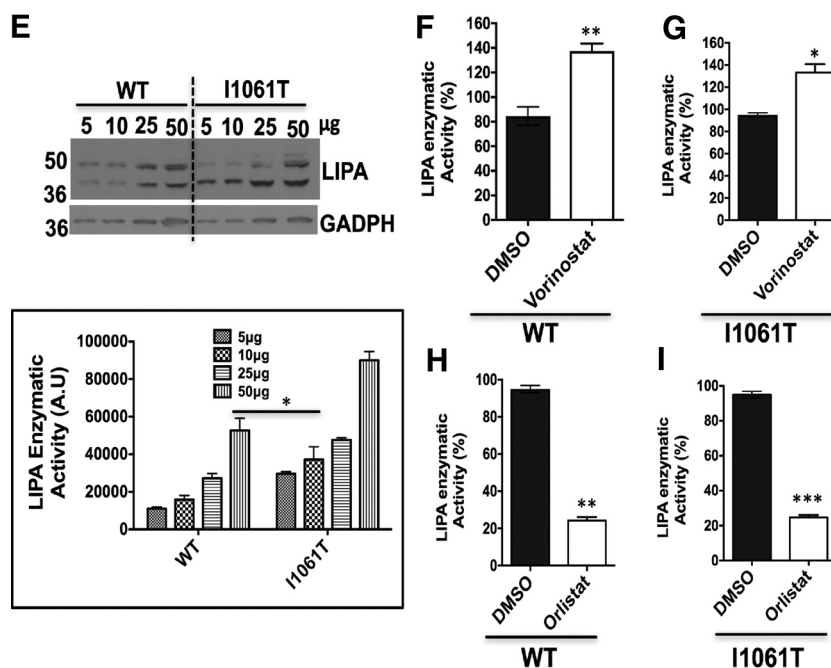 E
WT I1061T
5 10 25 50 5 10 25 50 µg
50
36
LIPA
36
GADPH
LIPA Enzymatic
Activity (A.U)
100000
80000
60000
40000
20000
0
5µg
10µg
25µg
50µg
*
WT
I1061T
F
LIPA enzymatic
Activity (%)
160
140
120
100
80
60
40
20
0
**
DMSO
Vorinostat
WT
G
LIPA enzymatic
Activity (%)
180
160
140
120
100
80
60
40
20
0
*
DMSO
Vorinostat
I1061T
H
LIPA enzymatic
Activity (%)
100
80
60
40
20
0
**
DMSO
Orlistat
WT
I
LIPA enzymatic
Activity (%)
100
80
60
40
20
0
***
DMSO
Orlistat
I1061T